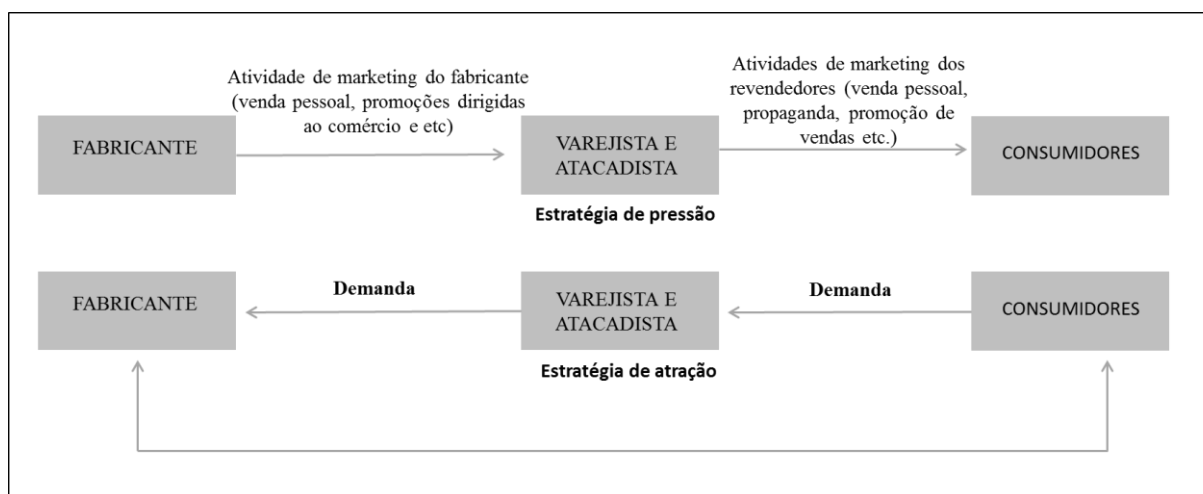 Atividade de marketing do fabricante
(venda pessoal, promoções dirigidas
ao comércio e etc)
Atividades de marketing dos
revendedores (venda pessoal,
propaganda, promoção de
vendas etc.)
FABRICANTE
VAREJISTA E
ATACADISTA
CONSUMIDORES
Estratégia de pressão
FABRICANTE
Demanda
VAREJISTA E
ATACADISTA
Demanda
CONSUMIDORES
Estratégia de atração